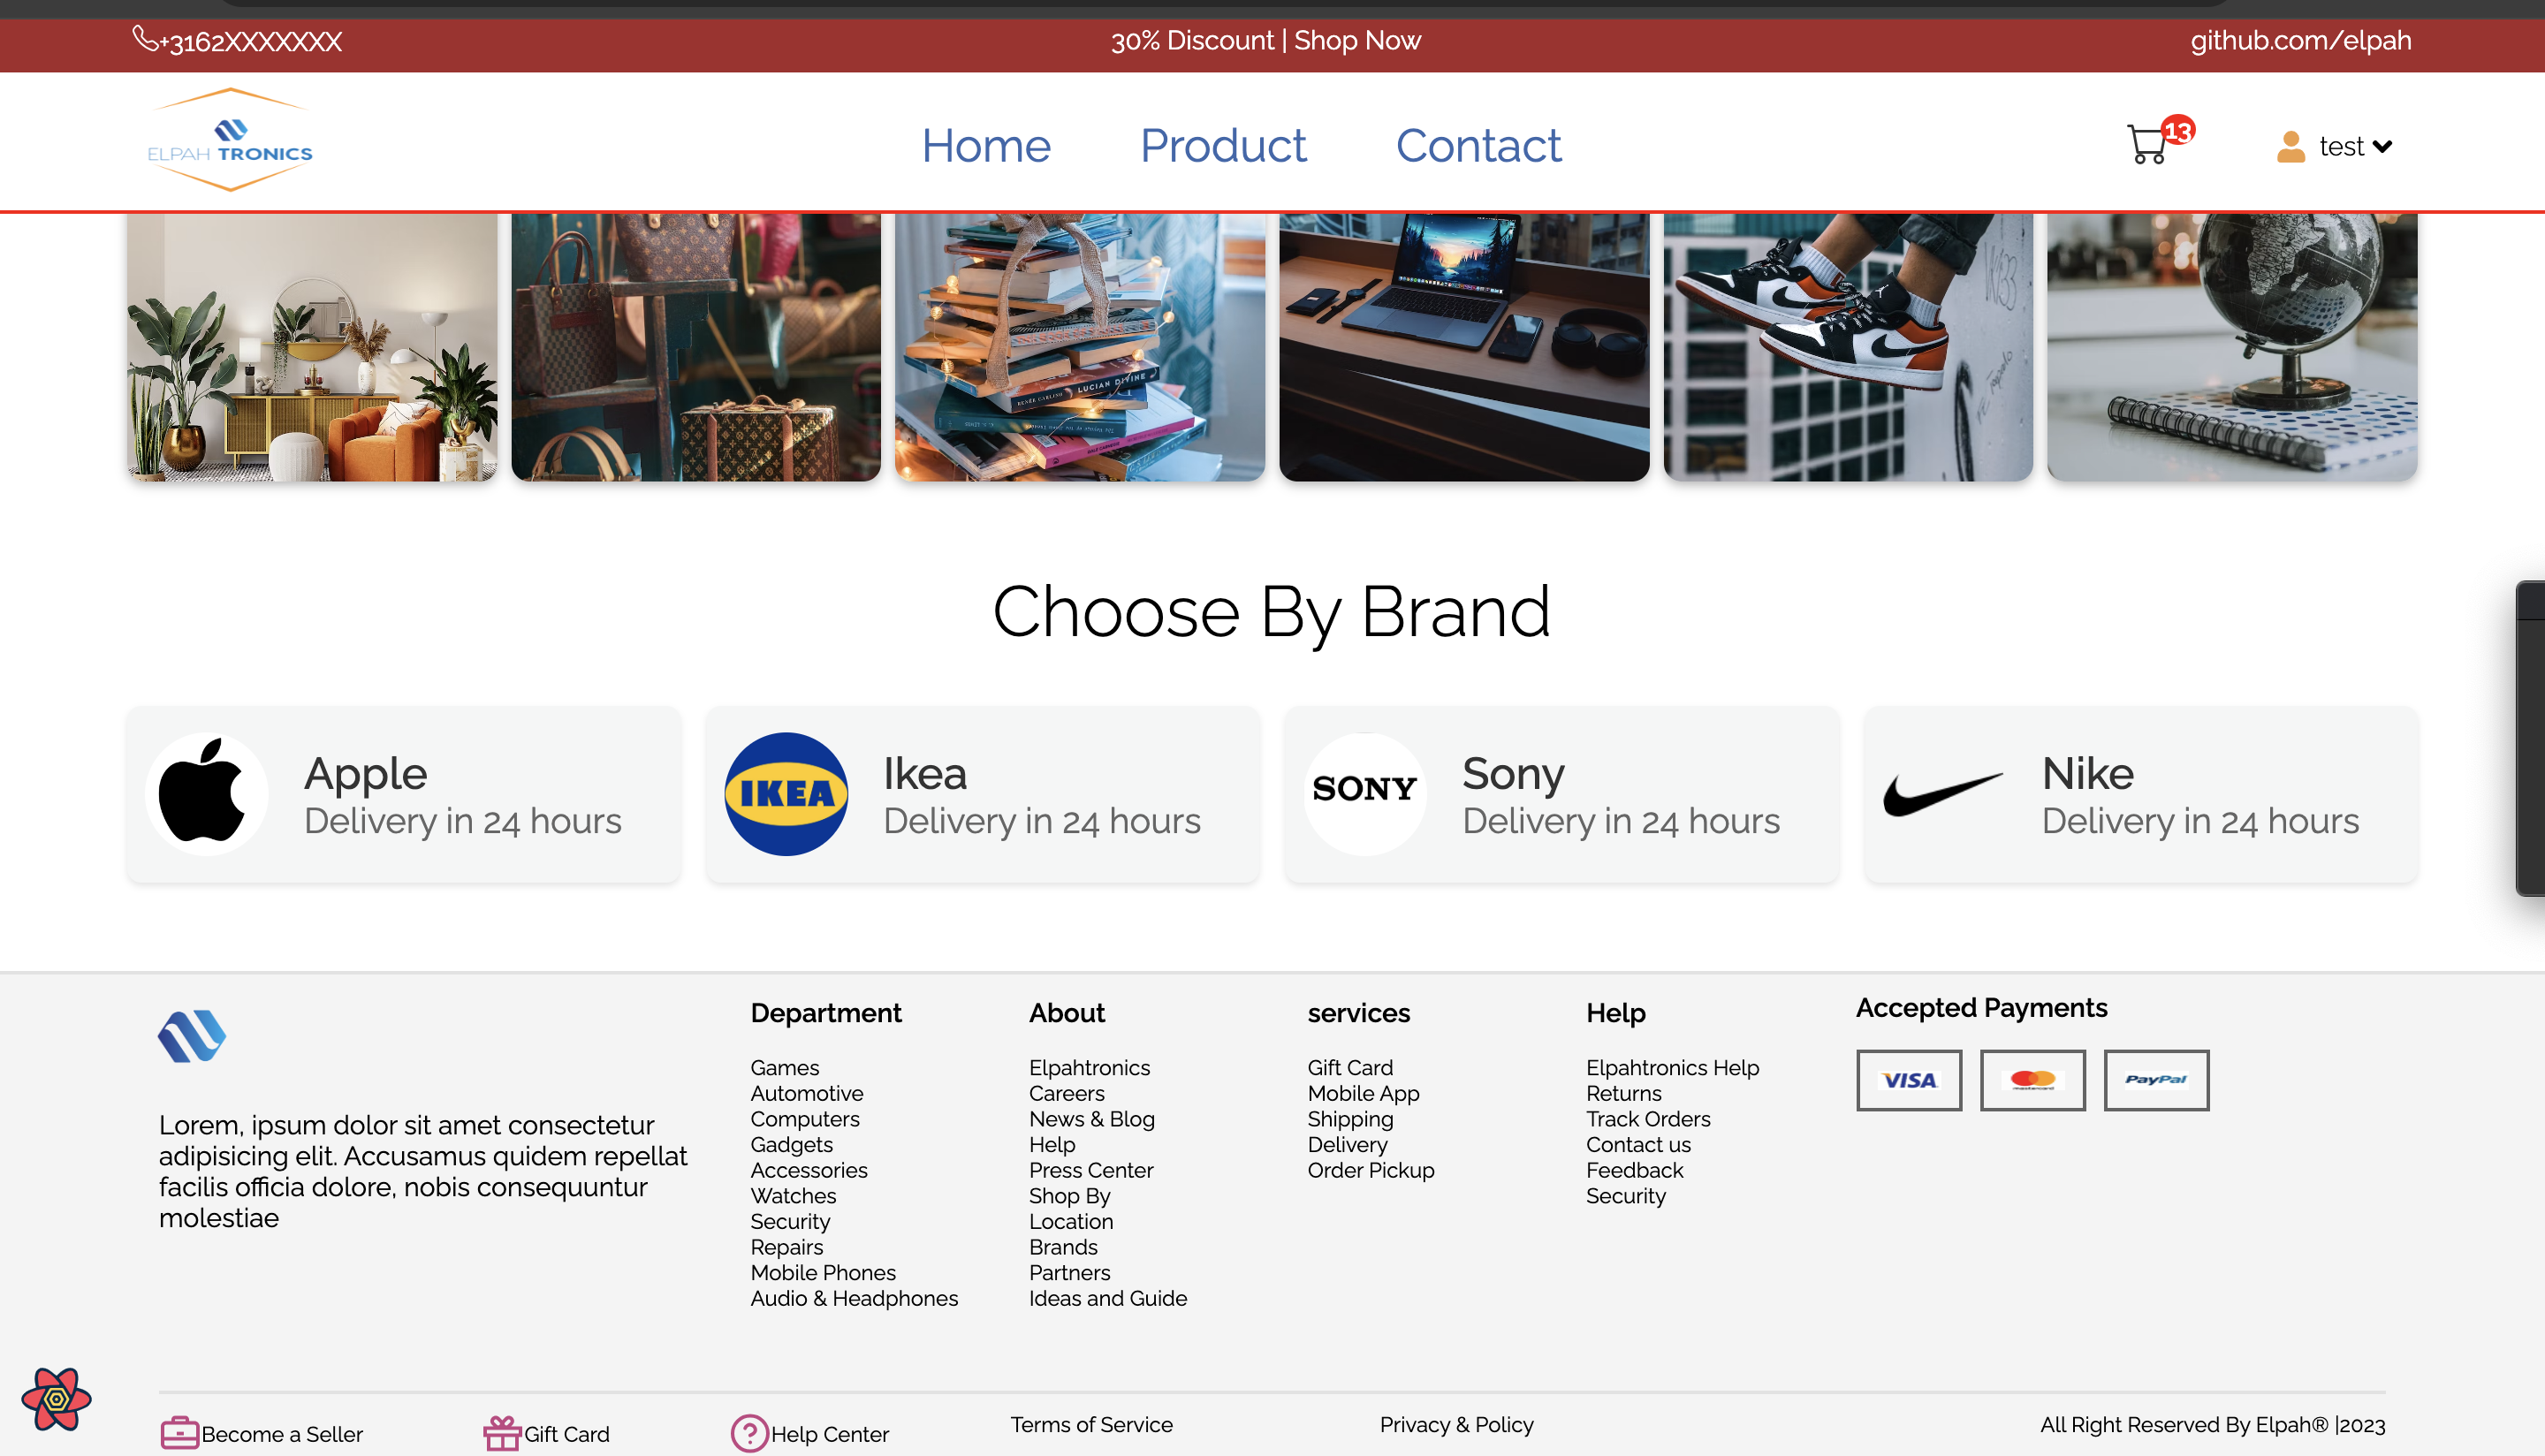 +3162XXXXXXX
30% Discount | Shop Now
github.com/elpah
ELPAH TRONICS
Home
Product
Contact
13
test
LUCIAN DIVINE
Choose By Brand
Apple
Delivery in 24 hours
IKEA
Ikea
Delivery in 24 hours
SONY
Sony
Delivery in 24 hours
Nike
Delivery in 24 hours
Lorem, ipsum dolor sit amet consectetur
adipisicing elit. Accusamus quidem repellat
facilis officia dolore, nobis consequuntur
molestiae
Department
Games
Automotive
Computers
Gadgets
Accessories
Watches
Security
Repairs
Mobile Phones
Audio & Headphones
About
Elpahtronics
Careers
News & Blog
Help
Press Center
Shop By
Location
Brands
Partners
Ideas and Guide
services
Gift Card
Mobile App
Shipping
Delivery
Order Pickup
Help
Elpahtronics Help
Returns
Track Orders
Contact us
Feedback
Security
Accepted Payments
VISA
mastercard
PayPal
Become a Seller
Gift Card
Help Center
Terms of Service
Privacy & Policy
All Right Reserved By Elpah® |2023